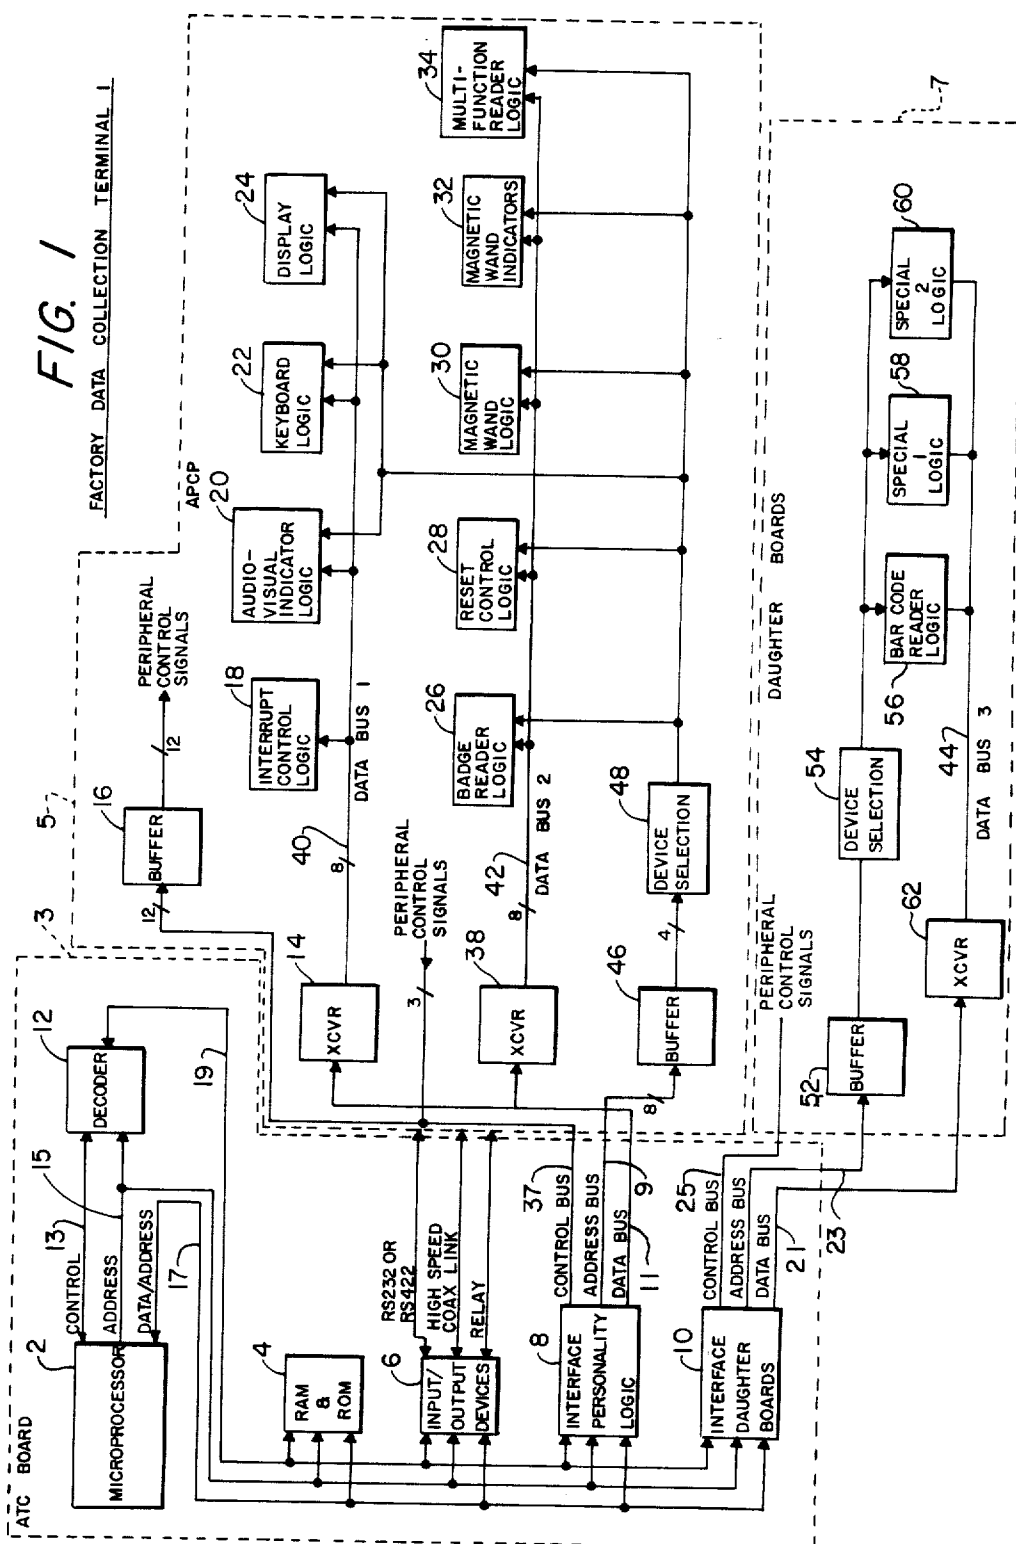 FIG. 1
FACTORY DATA COLLECTION TERMINAL 1
ATC BOARD
3
2
MICROPROCESSOR
CONTROL
13
ADDRESS
15
DATA/ADDRESS
17
12
DECODER
19
4
RAM
&
ROM
6
INPUT/
OUTPUT
DEVICES
RS232 OR
RS422
HIGH SPEED
COAX LINK
RELAY
8
INTERFACE
PERSONALITY
LOGIC
37
CONTROL BUS
ADDRESS BUS
9
DATA BUS
11
10
INTERFACE
DAUGHTER
BOARDS
25
CONTROL BUS
ADDRESS BUS
DATA BUS
21
23
5
APCP
16
BUFFER
12
12
PERIPHERAL
CONTROL
SIGNALS
14
XCVR
40
8
DATA BUS 1
18
INTERRUPT
CONTROL
LOGIC
20
AUDIO-
VISUAL
INDICATOR
LOGIC
22
KEYBOARD
LOGIC
24
DISPLAY
LOGIC
3
PERIPHERAL
CONTROL
SIGNALS
38
XCVR
42
8
DATA BUS 2
26
BADGE
READER
LOGIC
28
RESET
CONTROL
LOGIC
30
MAGNETIC
WAND
LOGIC
32
MAGNETIC
WAND
INDICATORS
34
MULTI-
FUNCTION
READER
LOGIC
46
BUFFER
8
4
48
DEVICE
SELECTION
7
DAUGHTER BOARDS
PERIPHERAL
CONTROL
SIGNALS
52
BUFFER
54
DEVICE
SELECTION
56
BAR CODE
READER
LOGIC
58
SPECIAL
1
LOGIC
60
SPECIAL
2
LOGIC
62
XCVR
44
DATA BUS 3